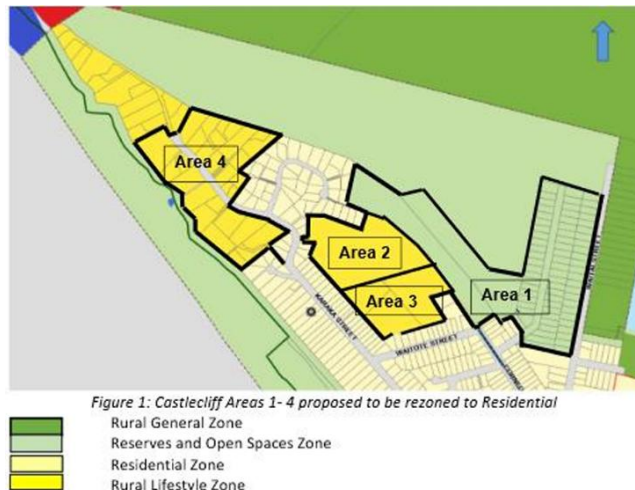 Area 4
Area 2
Area 3
Area 1
KARAKA STREET
WAITOTE STREET
Figure 1: Castlecliff Areas 1- 4 proposed to be rezoned to Residential
Rural General Zone
Reserves and Open Spaces Zone
Residential Zone
Rural Lifestyle Zone